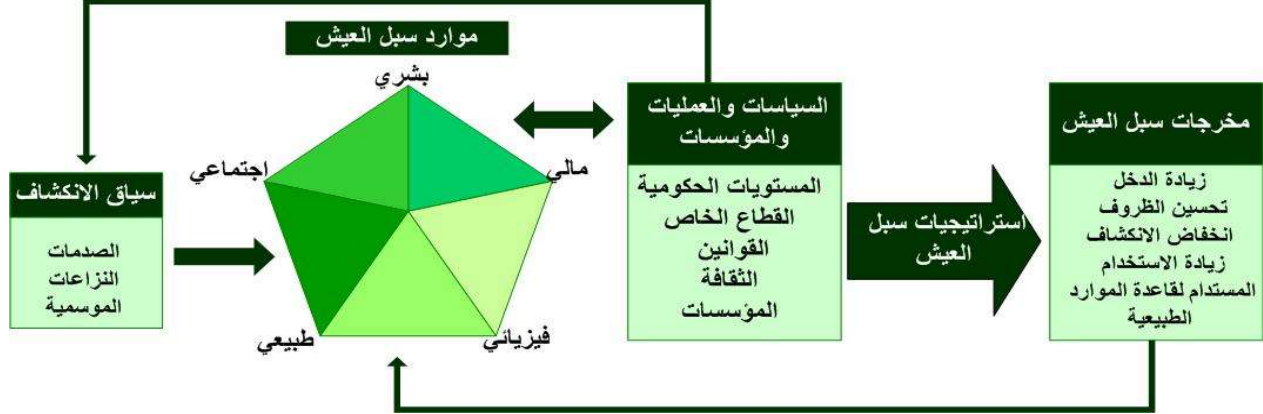 موارد سبل العيش
بشري
مالي
فيزيائي
طبيعي
اجتماعي
سياق الانكشاف
الصدمات
النزاعات
الموسمية
السياسات والعمليات
والمؤسسات
المستويات الحكومية
القطاع الخاص
القوانين
الثقافة
المؤسسات
استراتيجيات سبل
العيش
مخرجات سبل العيش
زيادة الدخل
تحسين الظروف
انخفاض الانكشاف
زيادة الاستخدام
المستدام لقاعدة الموارد
الطبيعية